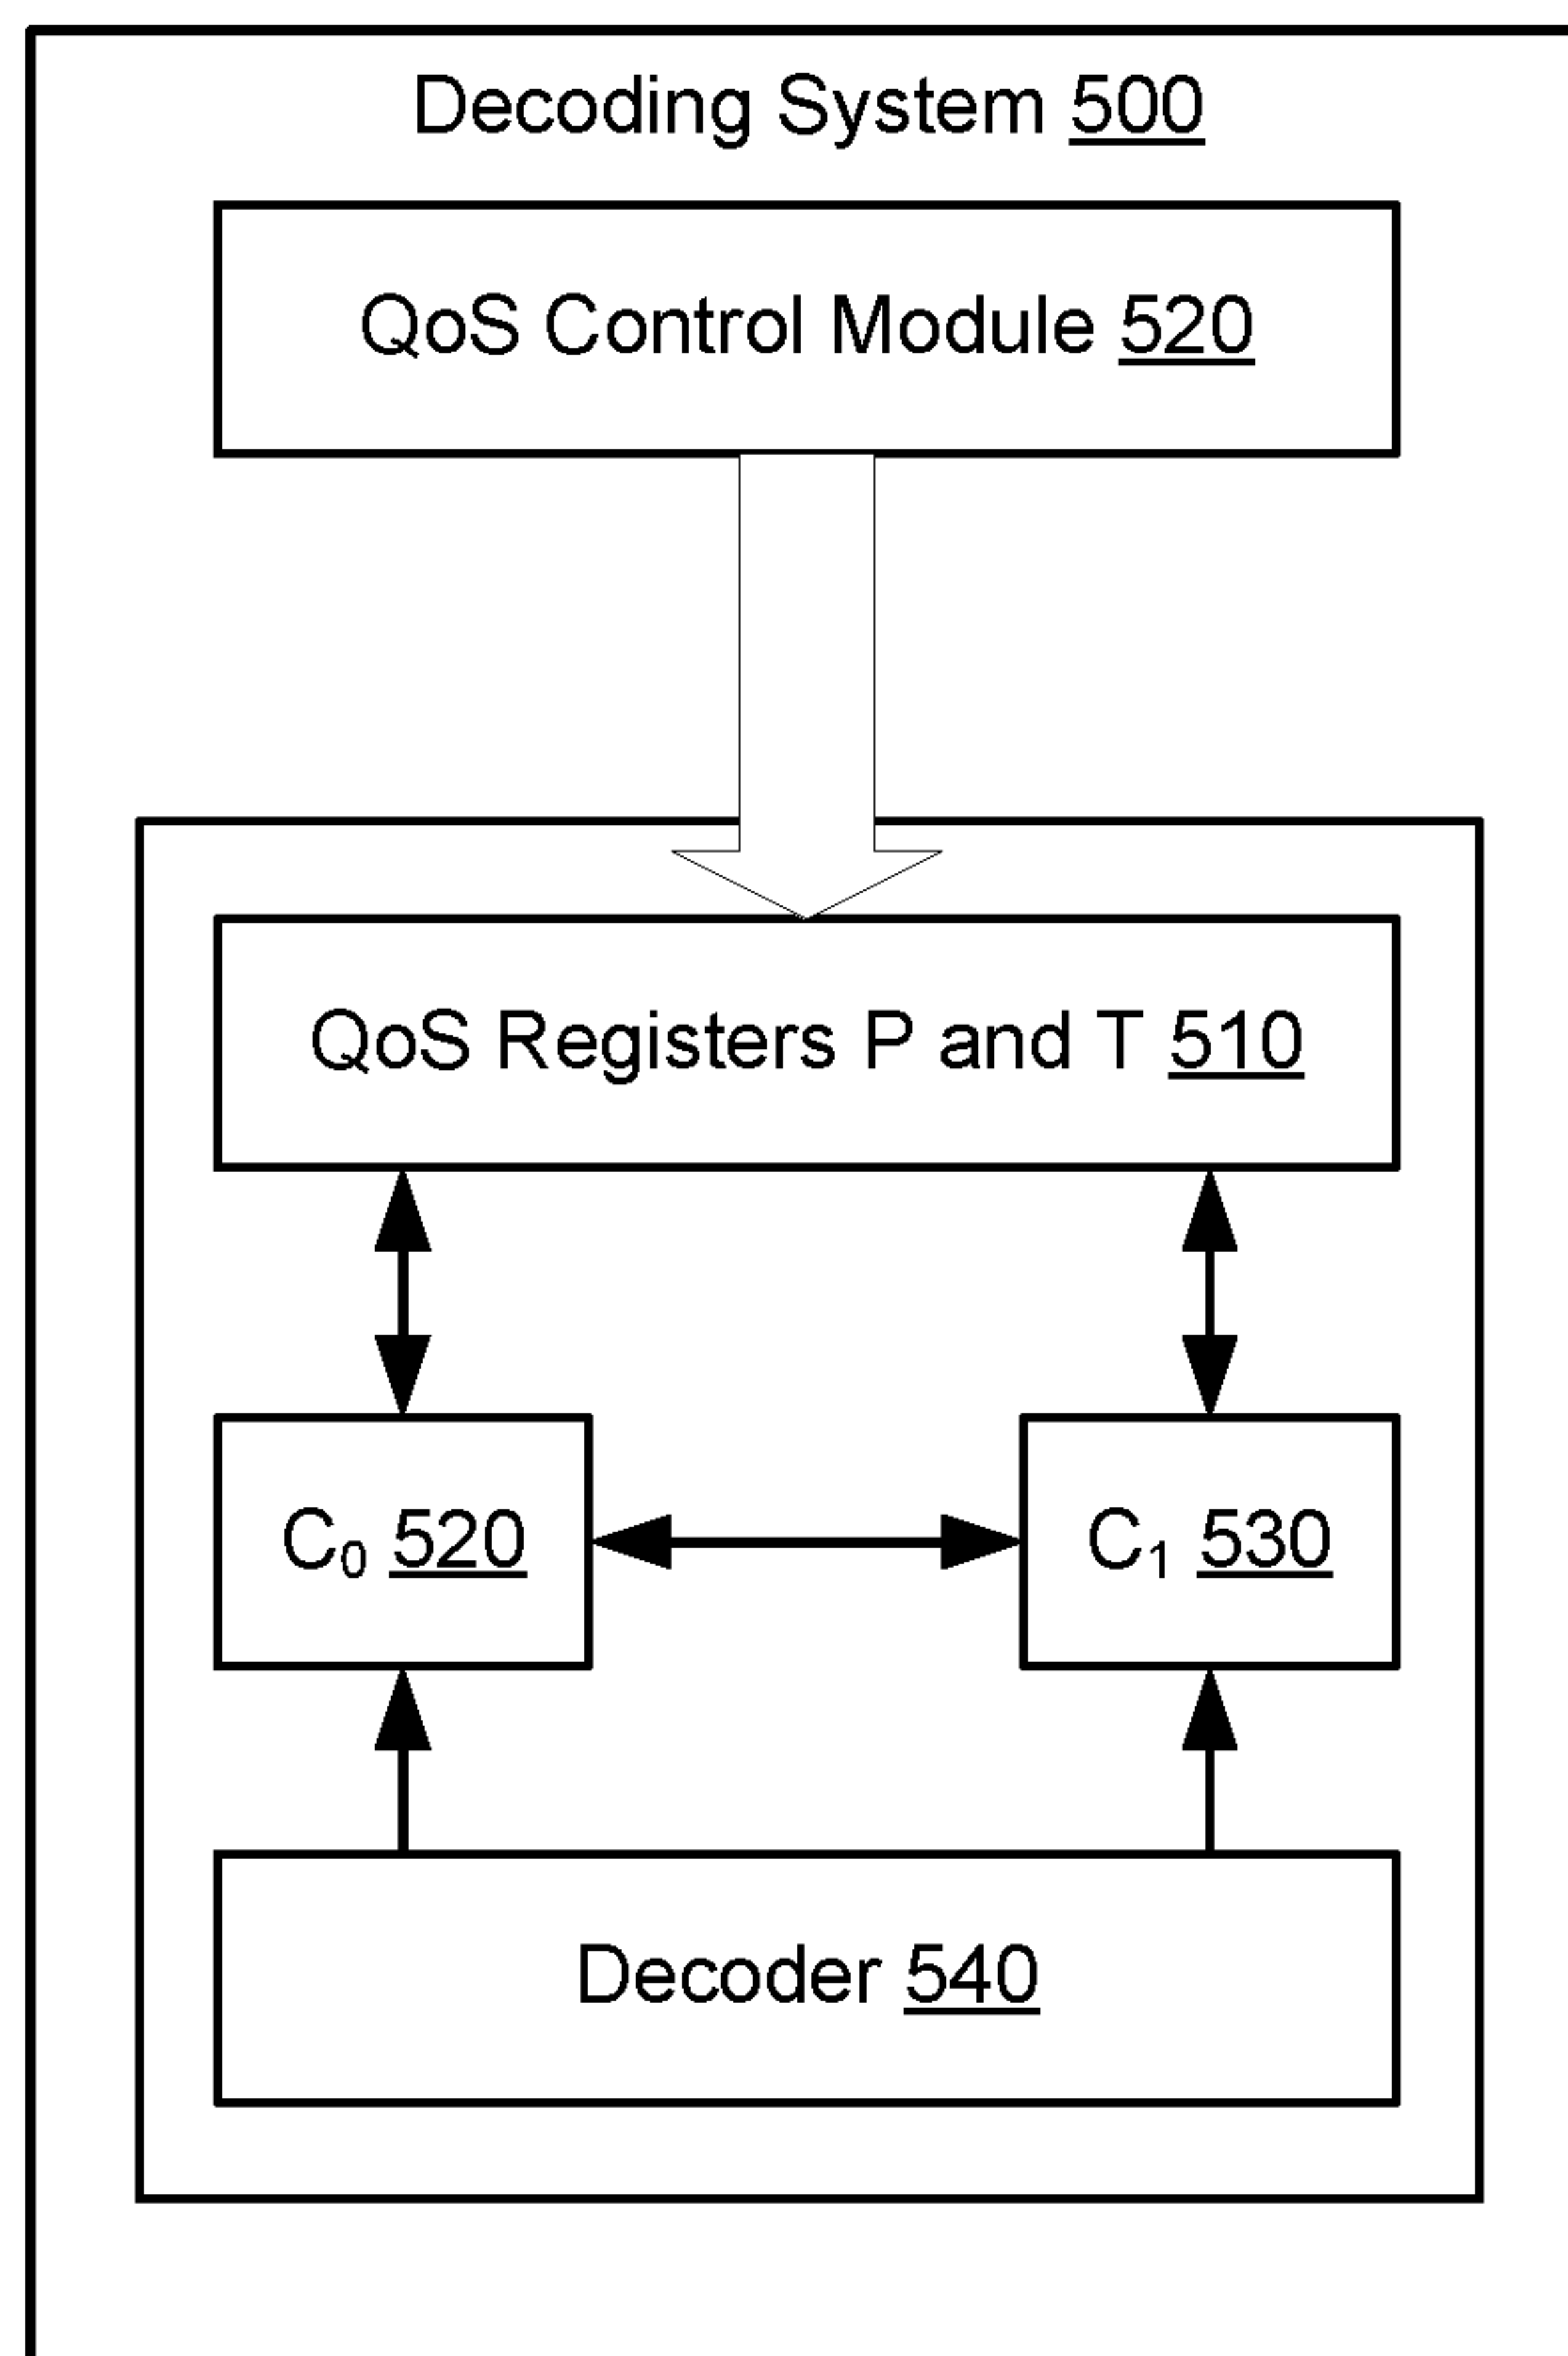 Decoding System 500
QoS Control Module 520
QoS Registers P and T 510
C₀ 520
C₁ 530
Decoder 540